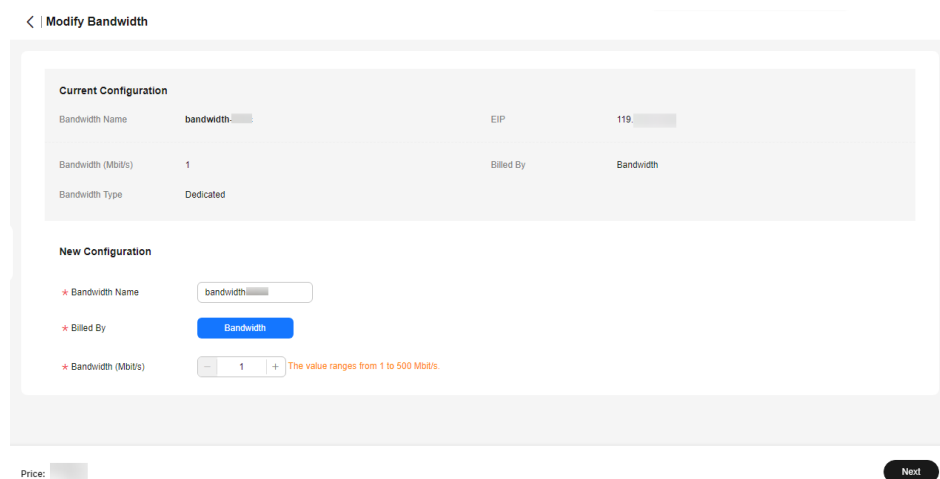 Modify Bandwidth
Current Configuration
Bandwidth Name bandwidth- EIP 119.
Bandwidth (Mbit/s) 1 Billed By Bandwidth
Bandwidth Type Dedicated
New Configuration
* Bandwidth Name bandwidth
* Billed By Bandwidth
* Bandwidth (Mbit/s) − 1 + The value ranges from 1 to 500 Mbit/s.
Price: Next